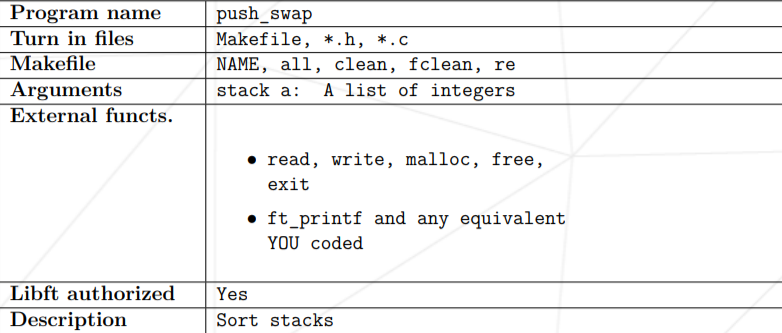 Program name push_swap
Turn in files Makefile, *.h, *.c
Makefile NAME, all, clean, fclean, re
Arguments stack a: A list of integers
External functs.
• read, write, malloc, free,
exit
• ft_printf and any equivalent
YOU coded
Libft authorized Yes
Description Sort stacks